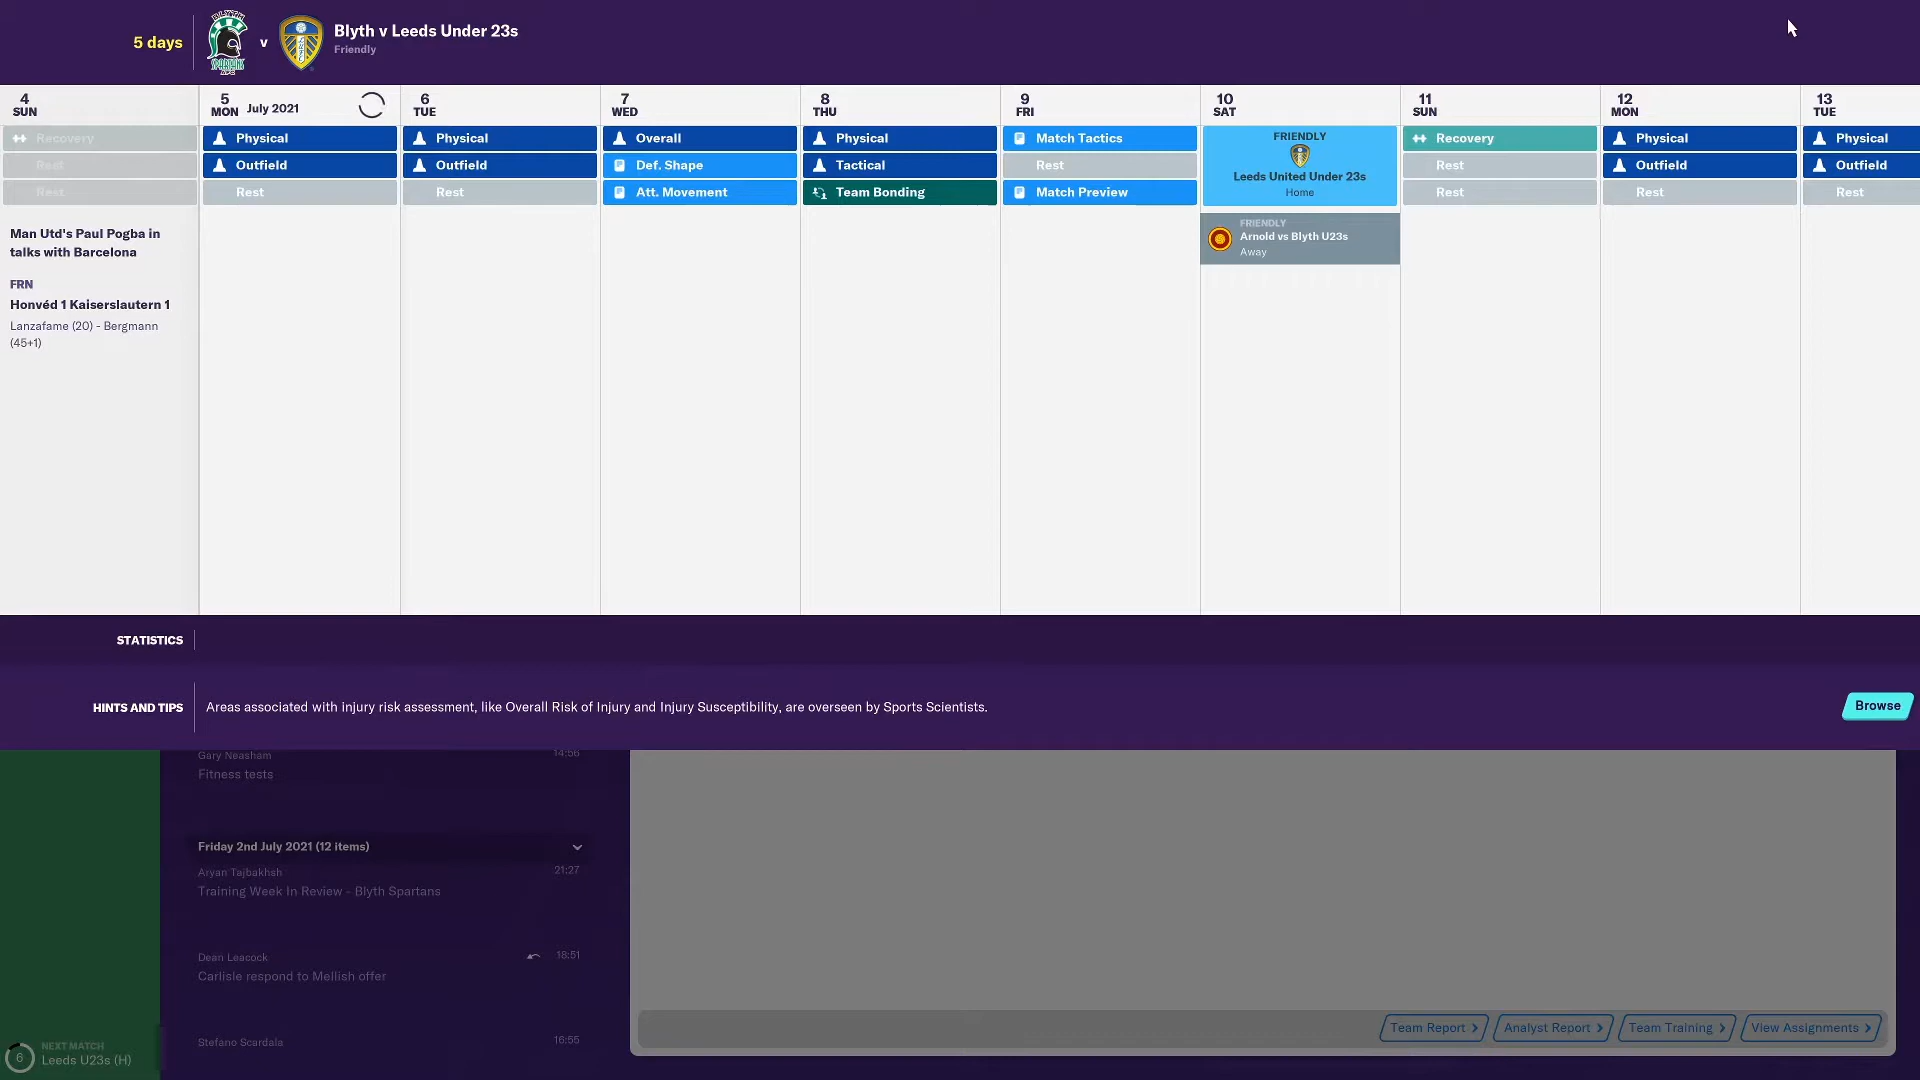 5 days
v
Blyth v Leeds Under 23s
Friendly
4
SUN
5
MON July 2021
6
TUE
7
WED
8
THU
9
FRI
10
SAT
11
SUN
12
MON
13
TUE
Recovery
Rest
Rest
Physical
Outfield
Rest
Physical
Outfield
Rest
Overall
Def. Shape
Att. Movement
Physical
Tactical
Team Bonding
Match Tactics
Rest
Match Preview
FRIENDLY
Leeds United Under 23s
Home
FRIENDLY
Arnold vs Blyth U23s
Away
Recovery
Rest
Rest
Physical
Outfield
Rest
Physical
Outfield
Rest
Man Utd's Paul Pogba in
talks with Barcelona
FRN
Honvéd 1 Kaiserslautern 1
Lanzafame (20) - Bergmann
(45+1)
STATISTICS
HINTS AND TIPS
Areas associated with injury risk assessment, like Overall Risk of Injury and Injury Susceptibility, are overseen by Sports Scientists.
Browse
Gary Neasham 14:56
Fitness tests
Friday 2nd July 2021 (12 items)
Aryan Tajbakhsh 21:27
Training Week In Review - Blyth Spartans
Dean Leacock 18:51
Carlisle respond to Mellish offer
Stefano Scardala 16:55
Team Report >
Analyst Report >
Team Training >
View Assignments >
6
NEXT MATCH
Leeds U23s (H)